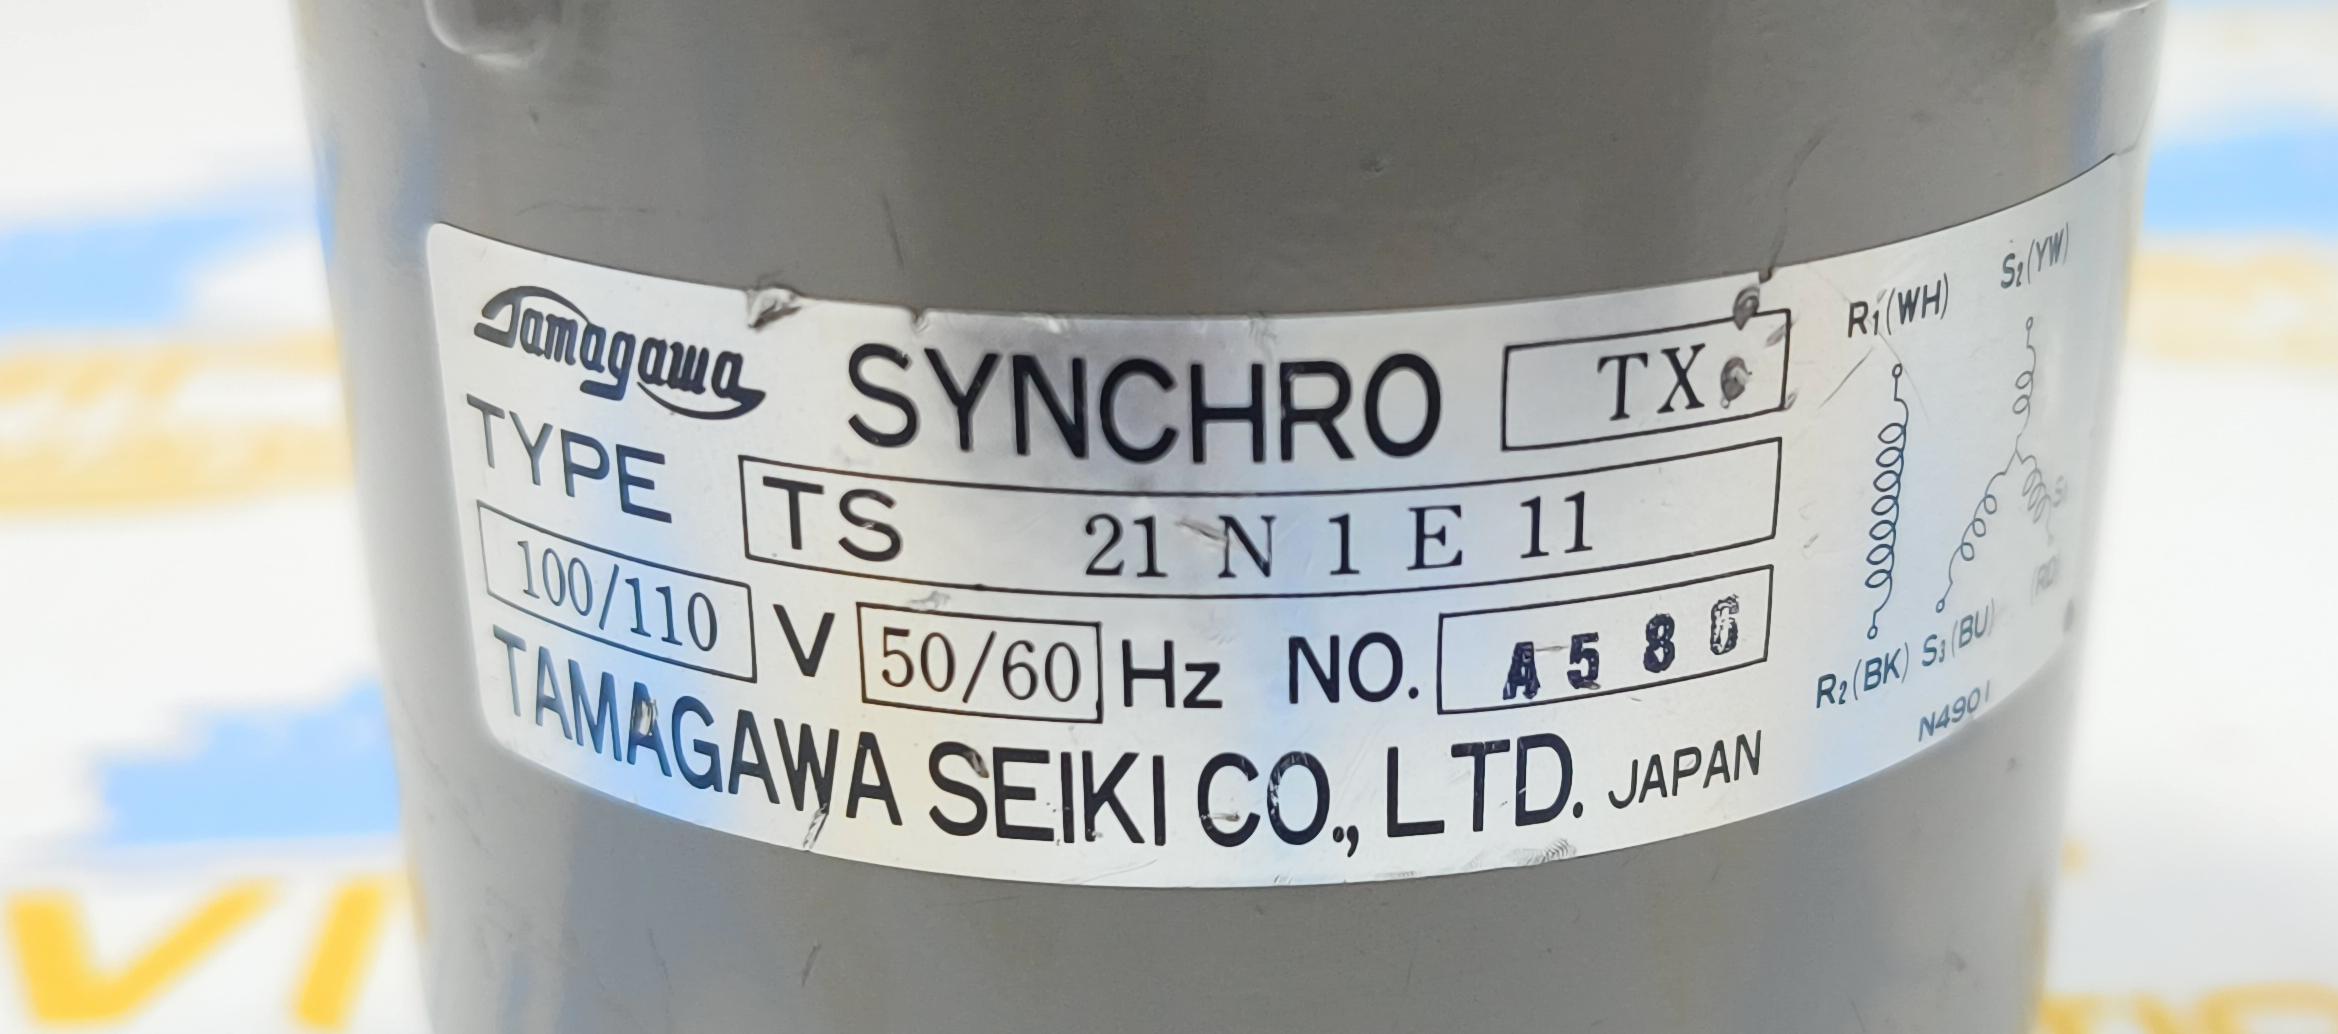 Tamagawa SYNCHRO TX
TYPE TS 21 N 1 E 11
100/110 V 50/60 Hz NO. A586
TAMAGAWA SEIKI CO., LTD. JAPAN
R1(WH)
S2(YW)
R2(BK) S3(BU)
(RD)
N4901